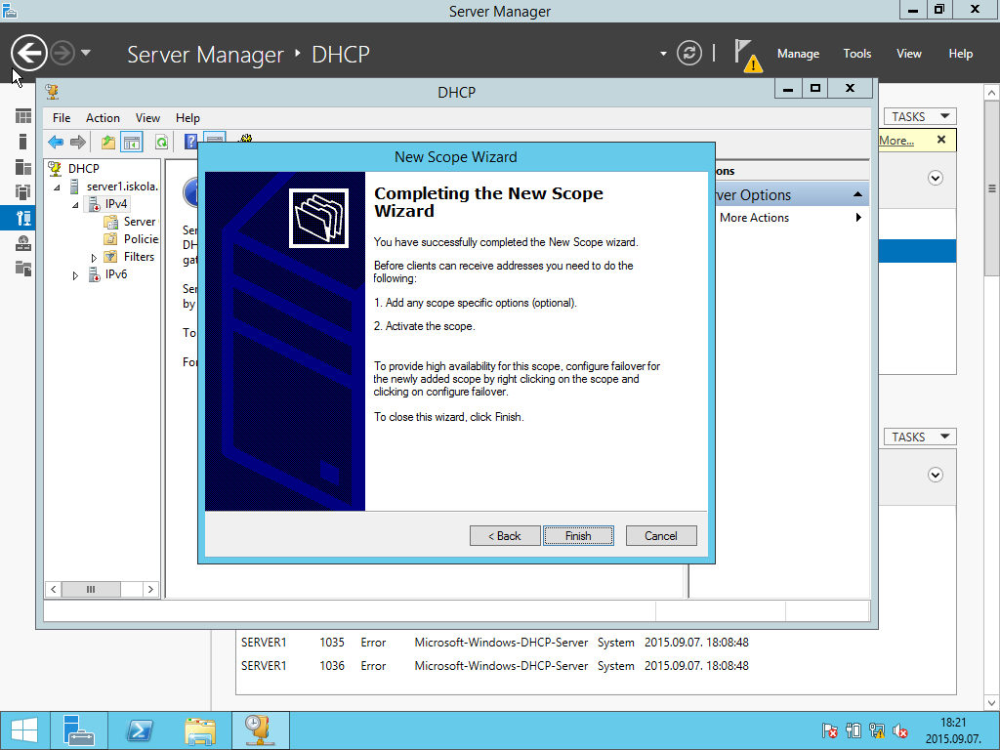 Server Manager
Server Manager ‣ DHCP
Manage Tools View Help
DHCP
File Action View Help
TASKS
More...
New Scope Wizard
DHCP
server1.iskola.
IPv4
Server
Policie
Filters
IPv6
Ser
DH
gat
Ser
by
To
For
ons
ver Options
More Actions
Completing the New Scope
Wizard
You have successfully completed the New Scope wizard.
Before clients can receive addresses you need to do the
following:
1. Add any scope specific options (optional).
2. Activate the scope.
To provide high availability for this scope, configure failover for
the newly added scope by right clicking on the scope and
clicking on configure failover.
To close this wizard, click Finish.
< Back Finish Cancel
TASKS
SERVER1 1035 Error Microsoft-Windows-DHCP-Server System 2015.09.07. 18:08:48
SERVER1 1036 Error Microsoft-Windows-DHCP-Server System 2015.09.07. 18:08:48
18:21
2015.09.07.